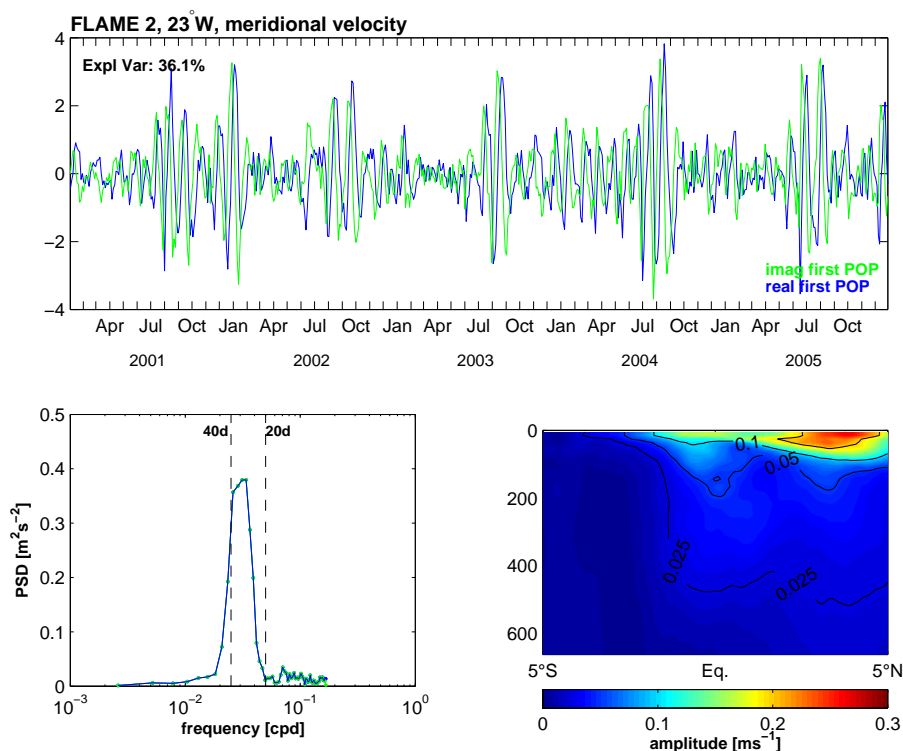 FLAME 2, 23°W, meridional velocity
4
Expl Var: 36.1%
2
0
−2
imag first POP
real first POP
−4
Apr Jul Oct Jan Apr Jul Oct Jan Apr Jul Oct Jan Apr Jul Oct Jan Apr Jul Oct
2001 2002 2003 2004 2005
0.5
40d 20d
0.4
0.3
0.2
0.1
0
PSD [m²s⁻²]
10⁻³ 10⁻² 10⁻¹ 10⁰
frequency [cpd]
0
200
400
600
0.1
0.05
0.025
0.025
5°S Eq. 5°N
0 0.1 0.2 0.3
amplitude [ms⁻¹]